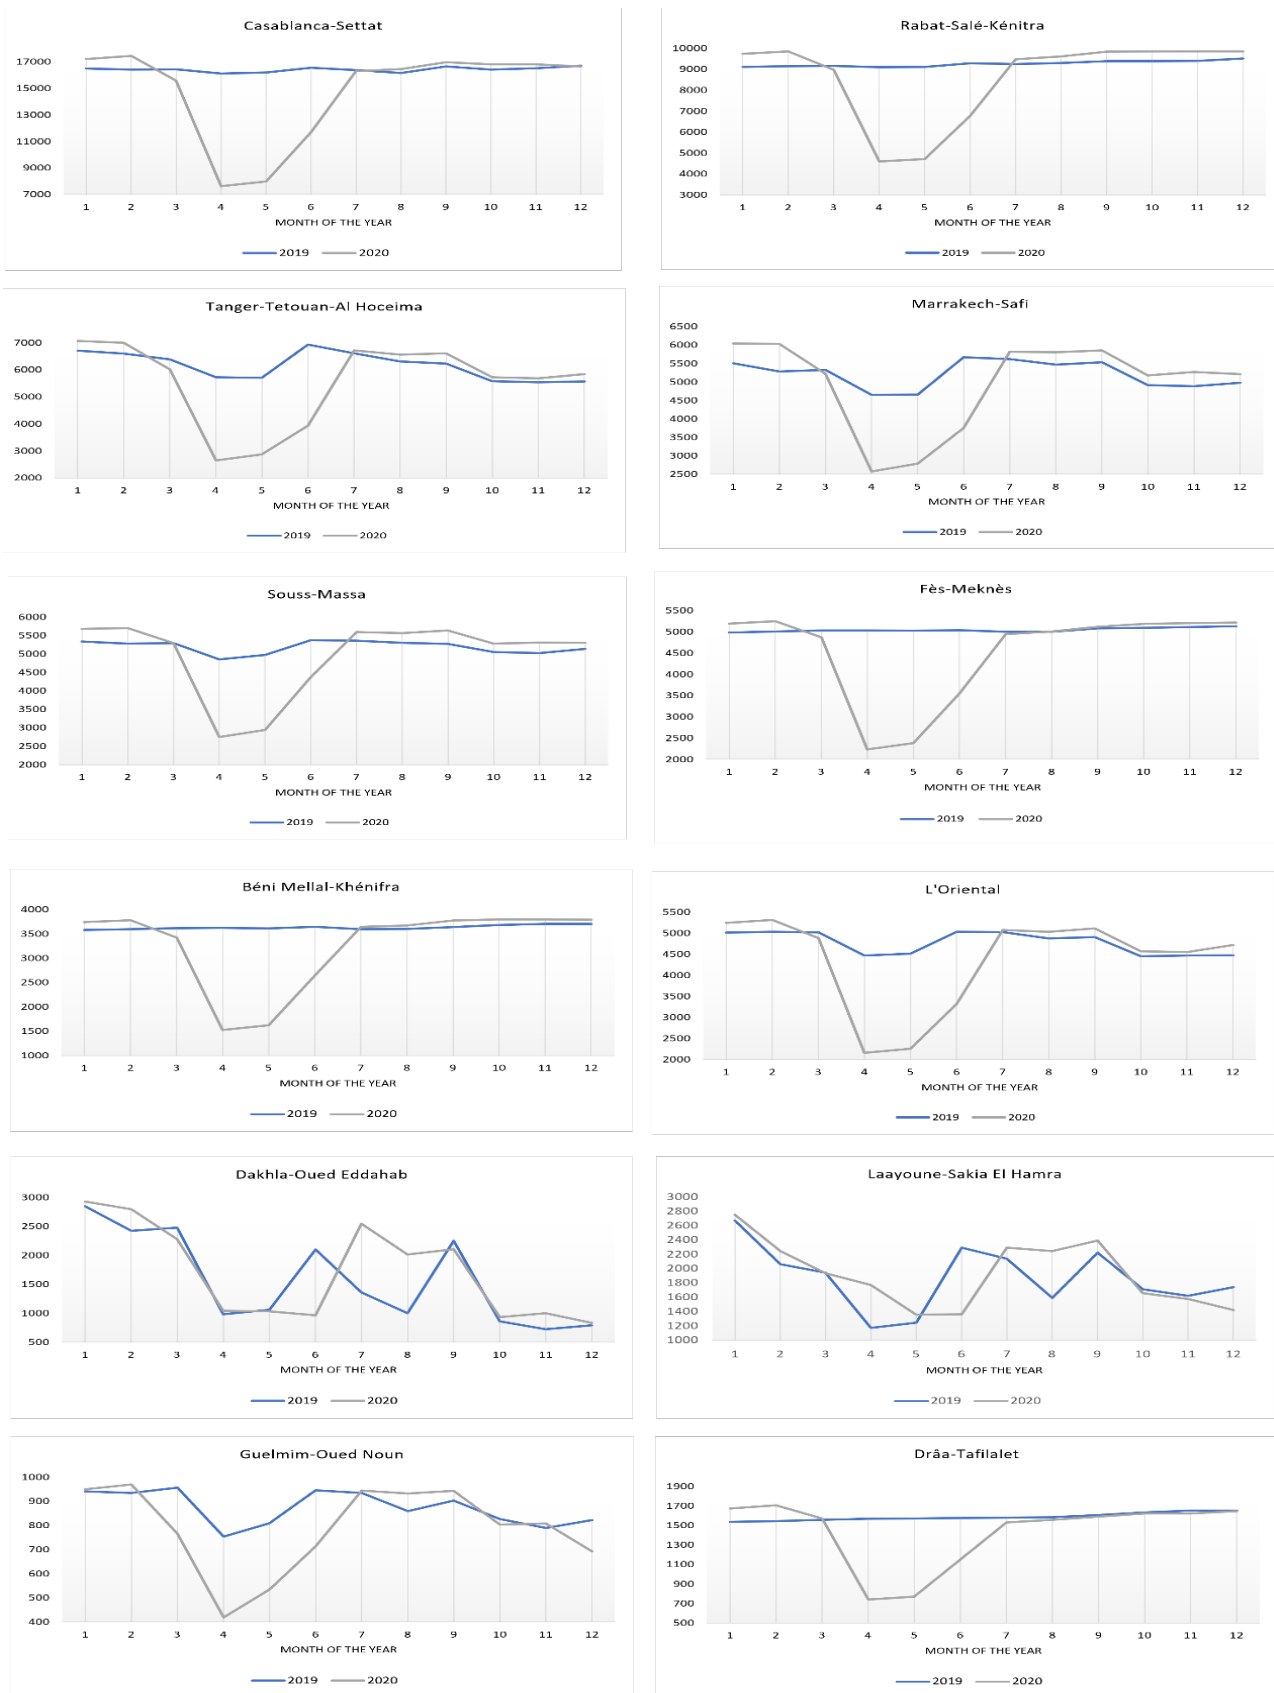 Casablanca-Settat
17000
15000
13000
11000
9000
7000
1 2 3 4 5 6 7 8 9 10 11 12
MONTH OF THE YEAR
2019 2020
Rabat-Salé-Kénitra
10000
9000
8000
7000
6000
5000
4000
3000
1 2 3 4 5 6 7 8 9 10 11 12
MONTH OF THE YEAR
2019 2020
Tanger-Tetouan-Al Hoceima
7000
6000
5000
4000
3000
2000
1 2 3 4 5 6 7 8 9 10 11 12
MONTH OF THE YEAR
2019 2020
Marrakech-Safi
6500
6000
5500
5000
4500
4000
3500
3000
2500
1 2 3 4 5 6 7 8 9 10 11 12
MONTH OF THE YEAR
2019 2020
Souss-Massa
6000
5500
5000
4500
4000
3500
3000
2500
2000
1 2 3 4 5 6 7 8 9 10 11 12
MONTH OF THE YEAR
2019 2020
Fès-Meknès
5500
5000
4500
4000
3500
3000
2500
2000
1 2 3 4 5 6 7 8 9 10 11 12
MONTH OF THE YEAR
2019 2020
Béni Mellal-Khénifra
4000
3500
3000
2500
2000
1500
1000
1 2 3 4 5 6 7 8 9 10 11 12
MONTH OF THE YEAR
2019 2020
L'Oriental
5500
5000
4500
4000
3500
3000
2500
2000
1 2 3 4 5 6 7 8 9 10 11 12
MONTH OF THE YEAR
2019 2020
Dakhla-Oued Eddahab
3000
2500
2000
1500
1000
500
1 2 3 4 5 6 7 8 9 10 11 12
MONTH OF THE YEAR
2019 2020
Laayoune-Sakia El Hamra
3000
2800
2600
2400
2200
2000
1800
1600
1400
1200
1000
1 2 3 4 5 6 7 8 9 10 11 12
MONTH OF THE YEAR
2019 2020
Guelmim-Oued Noun
1000
900
800
700
600
500
400
1 2 3 4 5 6 7 8 9 10 11 12
MONTH OF THE YEAR
2019 2020
Drâa-Tafilalet
1900
1700
1500
1300
1100
900
700
500
1 2 3 4 5 6 7 8 9 10 11 12
MONTH OF THE YEAR
2019 2020